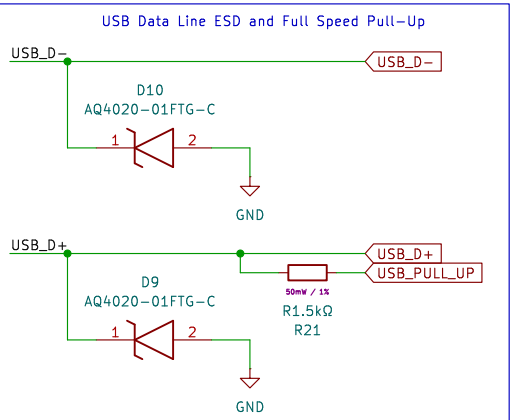 USB Data Line ESD and Full Speed Pull-Up
USB_D-
USB_D-
D10
AQ4020-01FTG-C
1
2
GND
USB_D+
USB_D+
USB_PULL_UP
D9
AQ4020-01FTG-C
50mW / 1%
R1.5kΩ
R21
1
2
GND